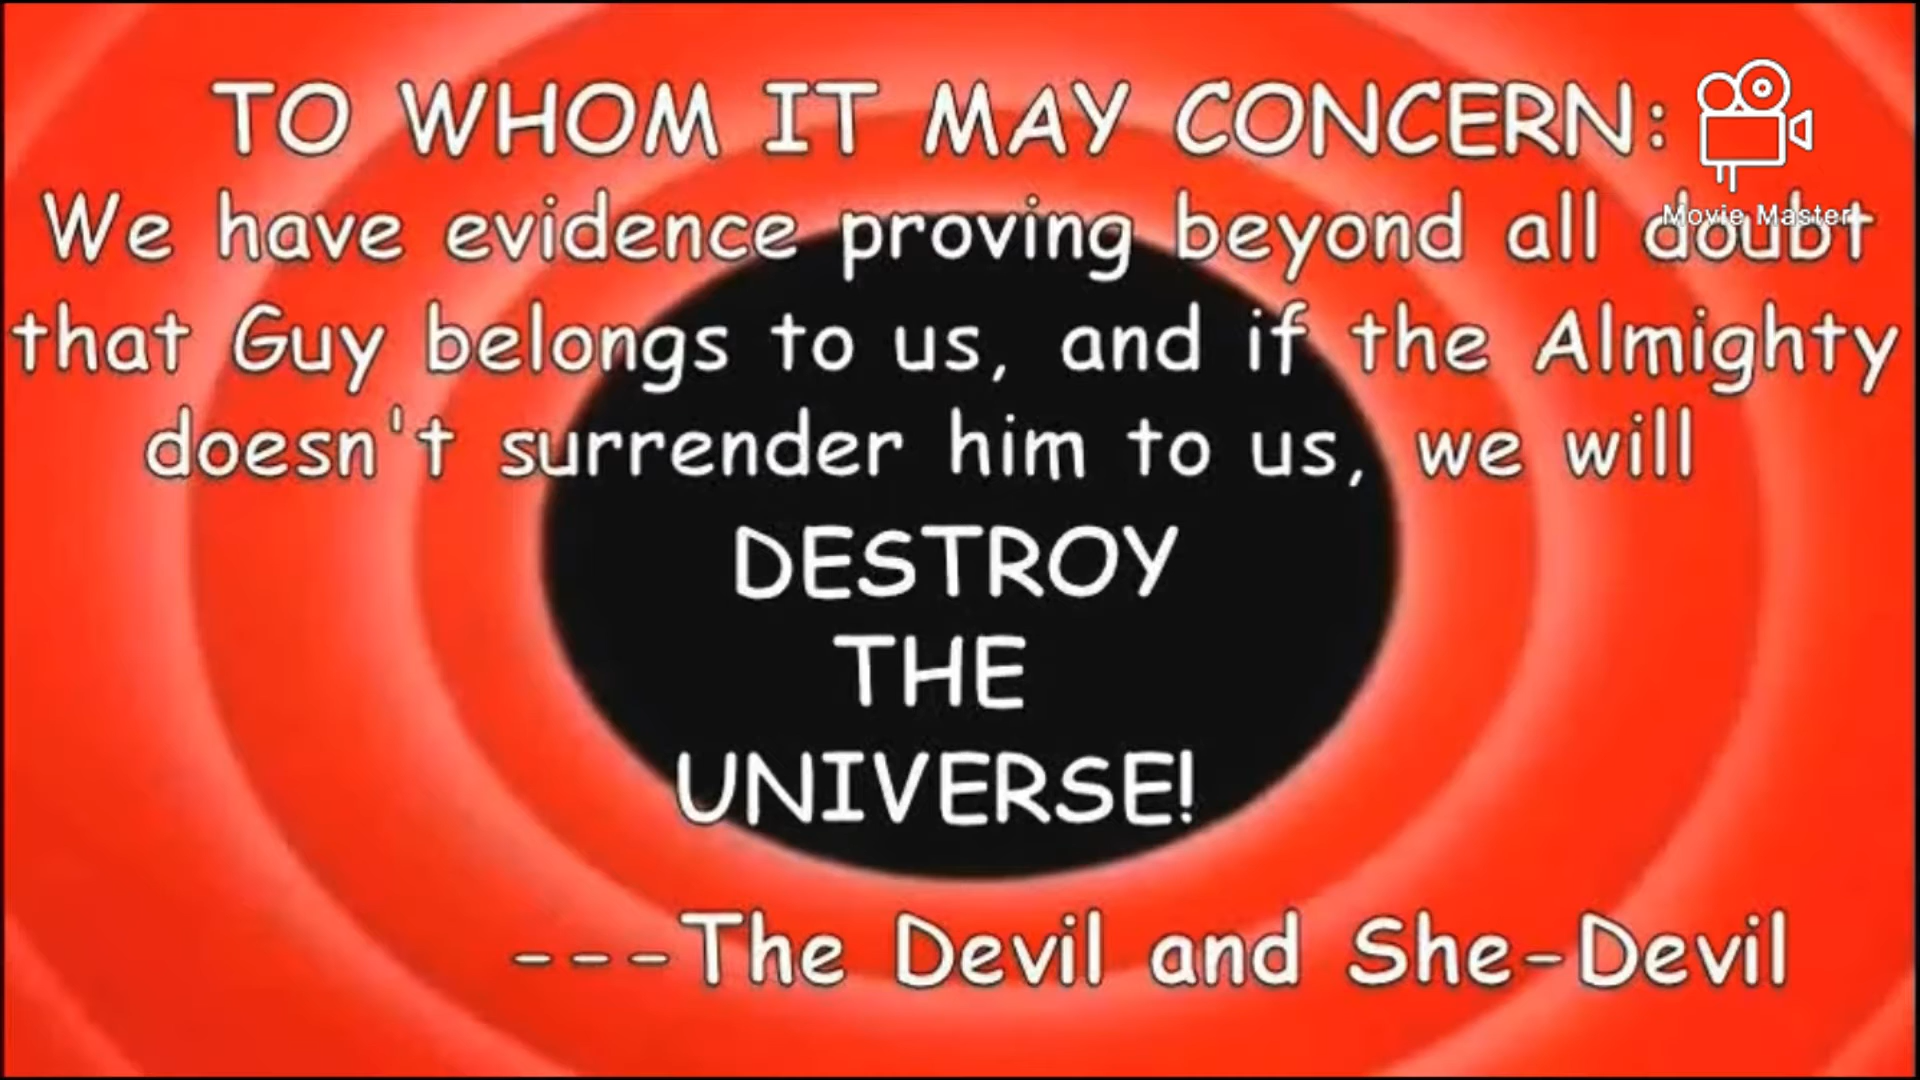 TO WHOM IT MAY CONCERN:
Movie Master
We have evidence proving beyond all doubt
that Guy belongs to us, and if the Almighty
doesn't surrender him to us, we will
DESTROY
THE
UNIVERSE!
---The Devil and She-Devil